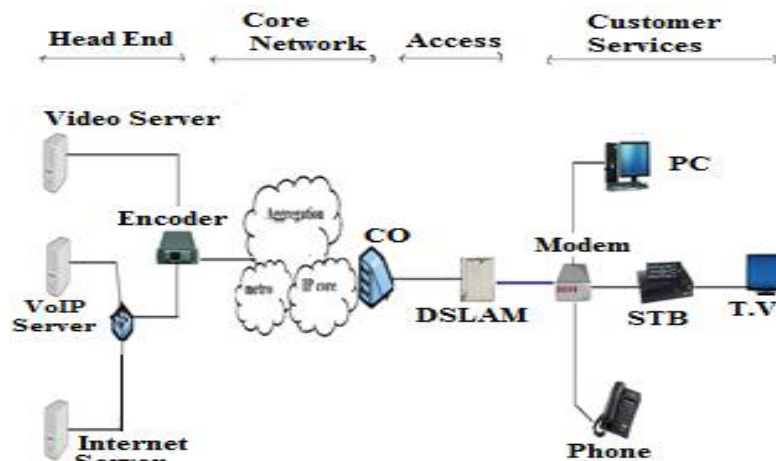 Head End
Core
Network
Access
Customer
Services
Video Server
Encoder
Aggregation
metro
IP core
CO
DSLAM
Modem
PC
STB
T.V
VoIP
Server
Internet
Server
Phone